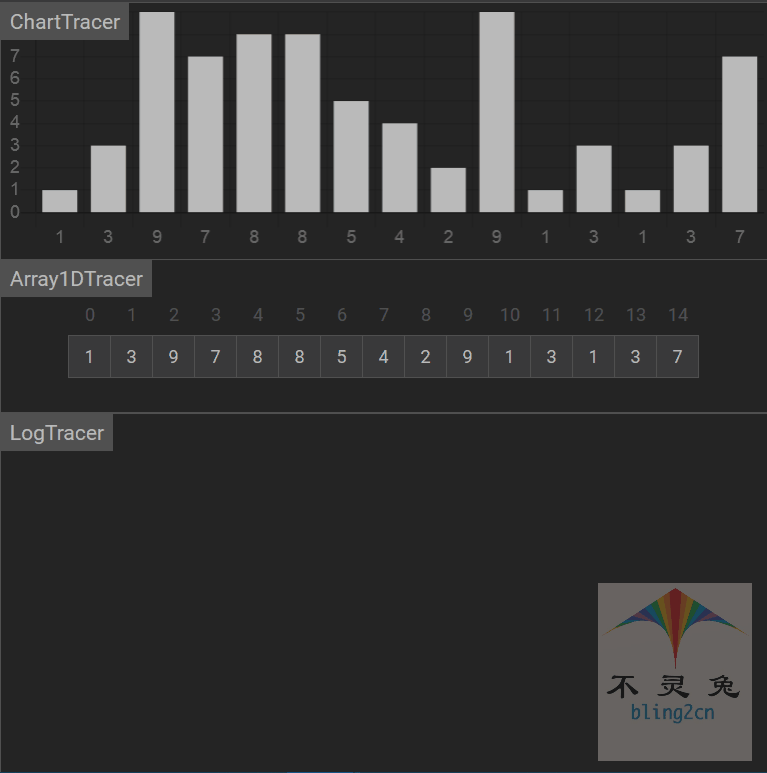 ChartTracer
7
6
5
4
3
2
1
0
1 3 9 7 8 8 5 4 2 9 1 3 1 3 7
Array1DTracer
0 1 2 3 4 5 6 7 8 9 10 11 12 13 14
1 3 9 7 8 8 5 4 2 9 1 3 1 3 7
LogTracer
不灵兔
bling2cn